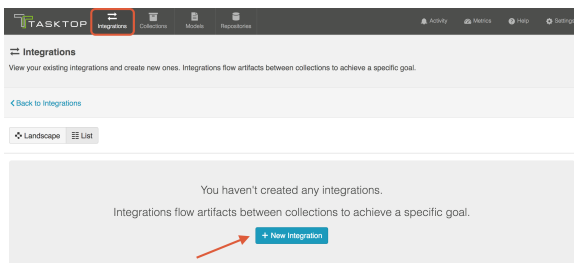 TASKTOP
Integrations
Collections
Models
Repositories
Activity
Metrics
Help
Settings
Integrations
View your existing integrations and create new ones. Integrations flow artifacts between collections to achieve a specific goal.
Back to Integrations
Landscape
List
You haven't created any integrations.
Integrations flow artifacts between collections to achieve a specific goal.
+ New Integration